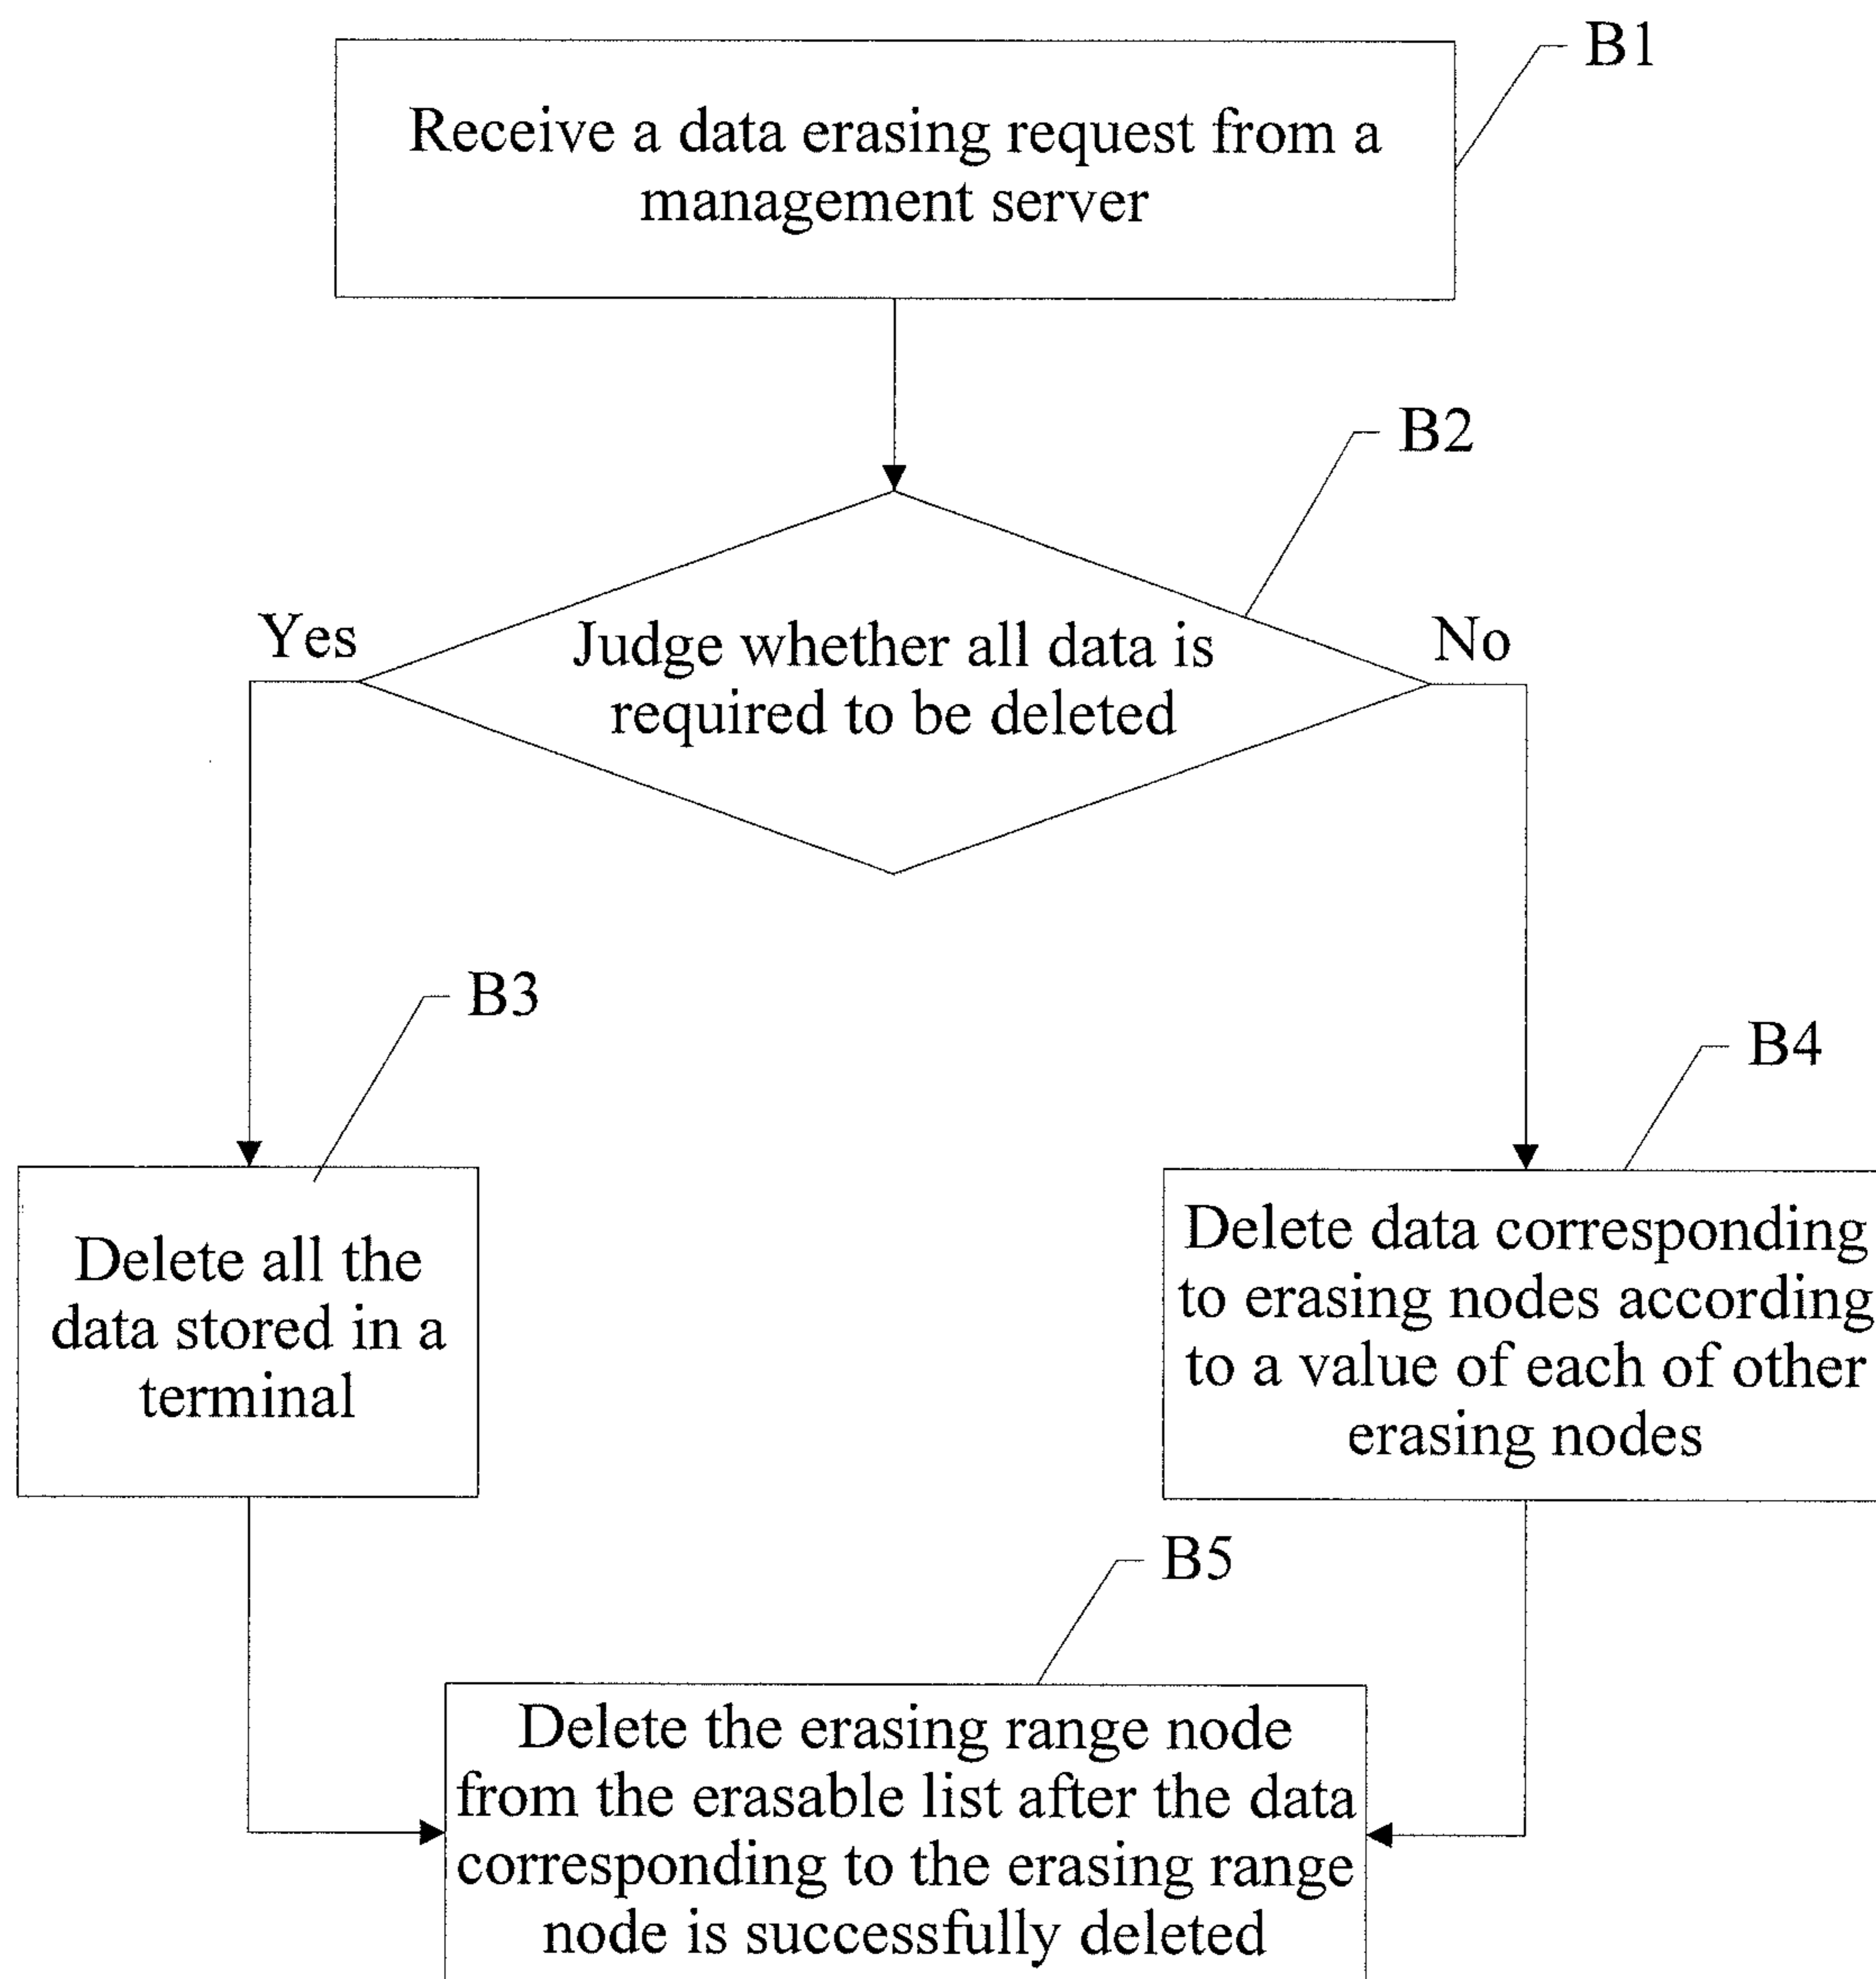 B1
Receive a data erasing request from a
management server
B2
Yes
Judge whether all data is
required to be deleted
No
B3
B4
Delete all the
data stored in a
terminal
Delete data corresponding
to erasing nodes according
to a value of each of other
erasing nodes
B5
Delete the erasing range node
from the erasable list after the data
corresponding to the erasing range
node is successfully deleted